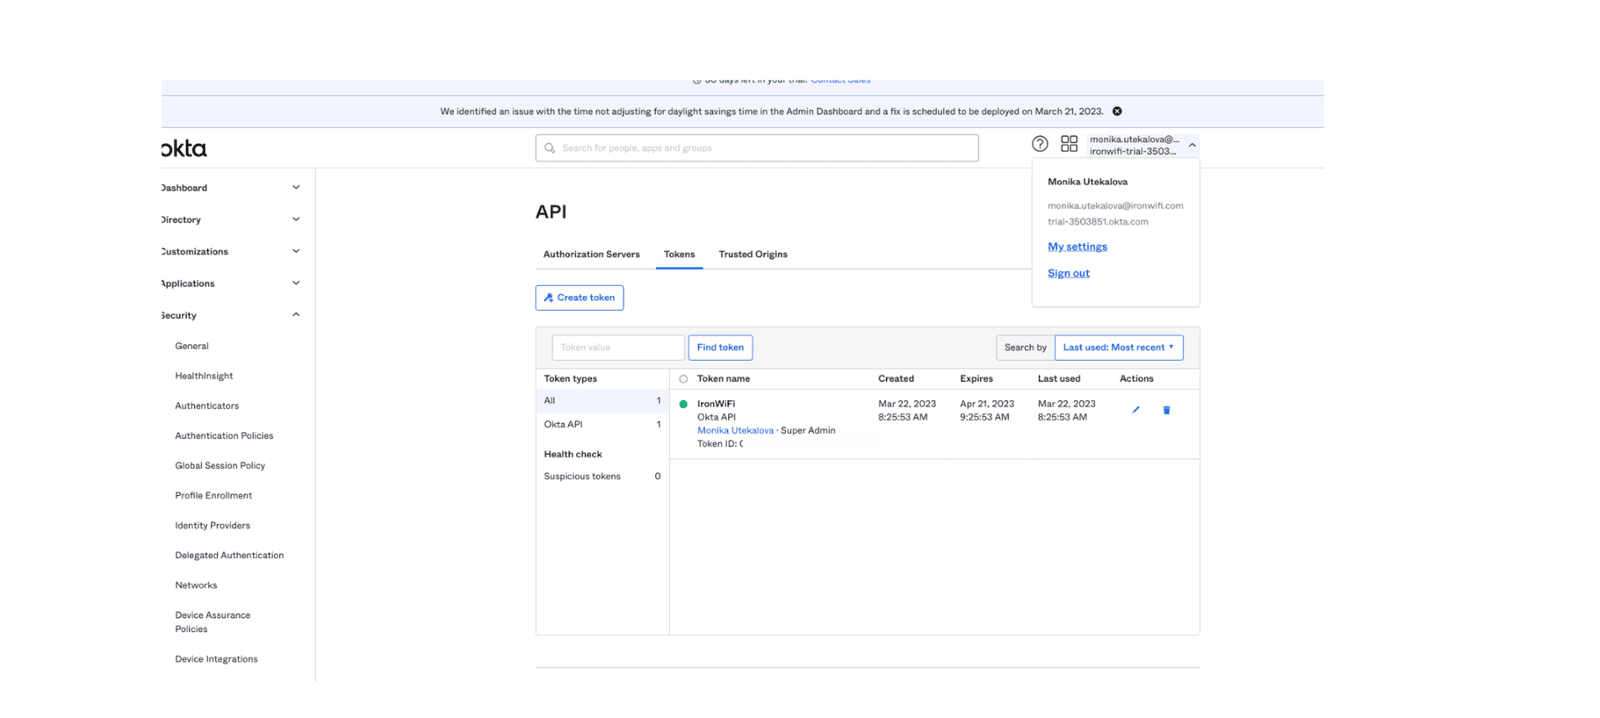 30 days left in your trial. Contact Sales
We identified an issue with the time not adjusting for daylight savings time in the Admin Dashboard and a fix is scheduled to be deployed on March 21, 2023.
okta
Search for people, apps and groups
monika.utekalova@...
ironwifi-trial-3503...
Monika Utekalova
monika.utekalova@ironwifi.com
trial-3503851.okta.com
My settings
Sign out
Dashboard
Directory
Customizations
Applications
Security
General
HealthInsight
Authenticators
Authentication Policies
Global Session Policy
Profile Enrollment
Identity Providers
Delegated Authentication
Networks
Device Assurance
Policies
Device Integrations
API
Authorization Servers Tokens Trusted Origins
Create token
Token value Find token Search by Last used: Most recent
Token types
All 1
Okta API 1
Health check
Suspicious tokens 0
Token name Created Expires Last used Actions
IronWiFi Mar 22, 2023 Apr 21, 2023 Mar 22, 2023
Okta API 8:25:53 AM 9:25:53 AM 8:25:53 AM
Monika Utekalova · Super Admin
Token ID: